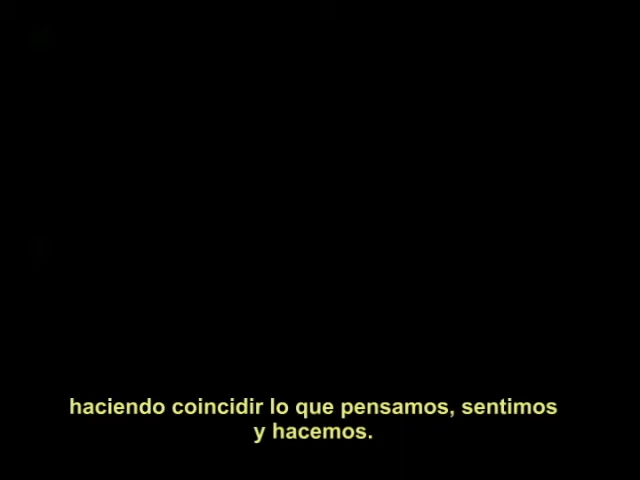 haciendo coincidir lo que pensamos, sentimos
y hacemos.